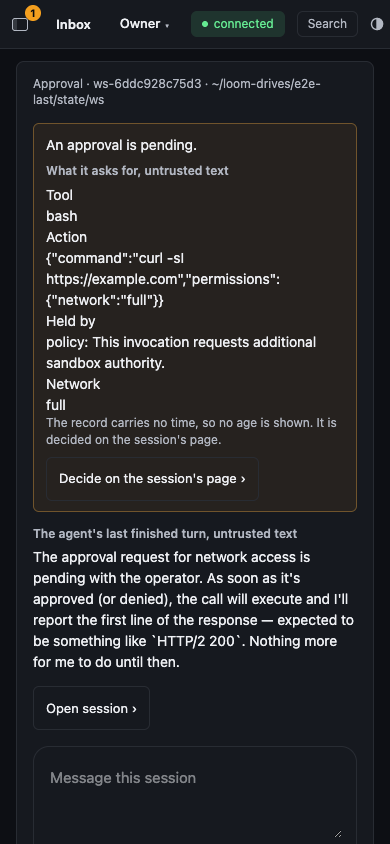 1
Inbox
Owner
connected
Search
Approval · ws-6ddc928c75d3 · ~/loom-drives/e2e-
last/state/ws
An approval is pending.
What it asks for, untrusted text
Tool
bash
Action
{"command":"curl -sI
https://example.com","permissions":
{"network":"full"}}
Held by
policy: This invocation requests additional
sandbox authority.
Network
full
The record carries no time, so no age is shown. It is
decided on the session's page.
Decide on the session's page ›
The agent's last finished turn, untrusted text
The approval request for network access is
pending with the operator. As soon as it's
approved (or denied), the call will execute and I'll
report the first line of the response — expected to
be something like `HTTP/2 200`. Nothing more
for me to do until then.
Open session ›
Message this session